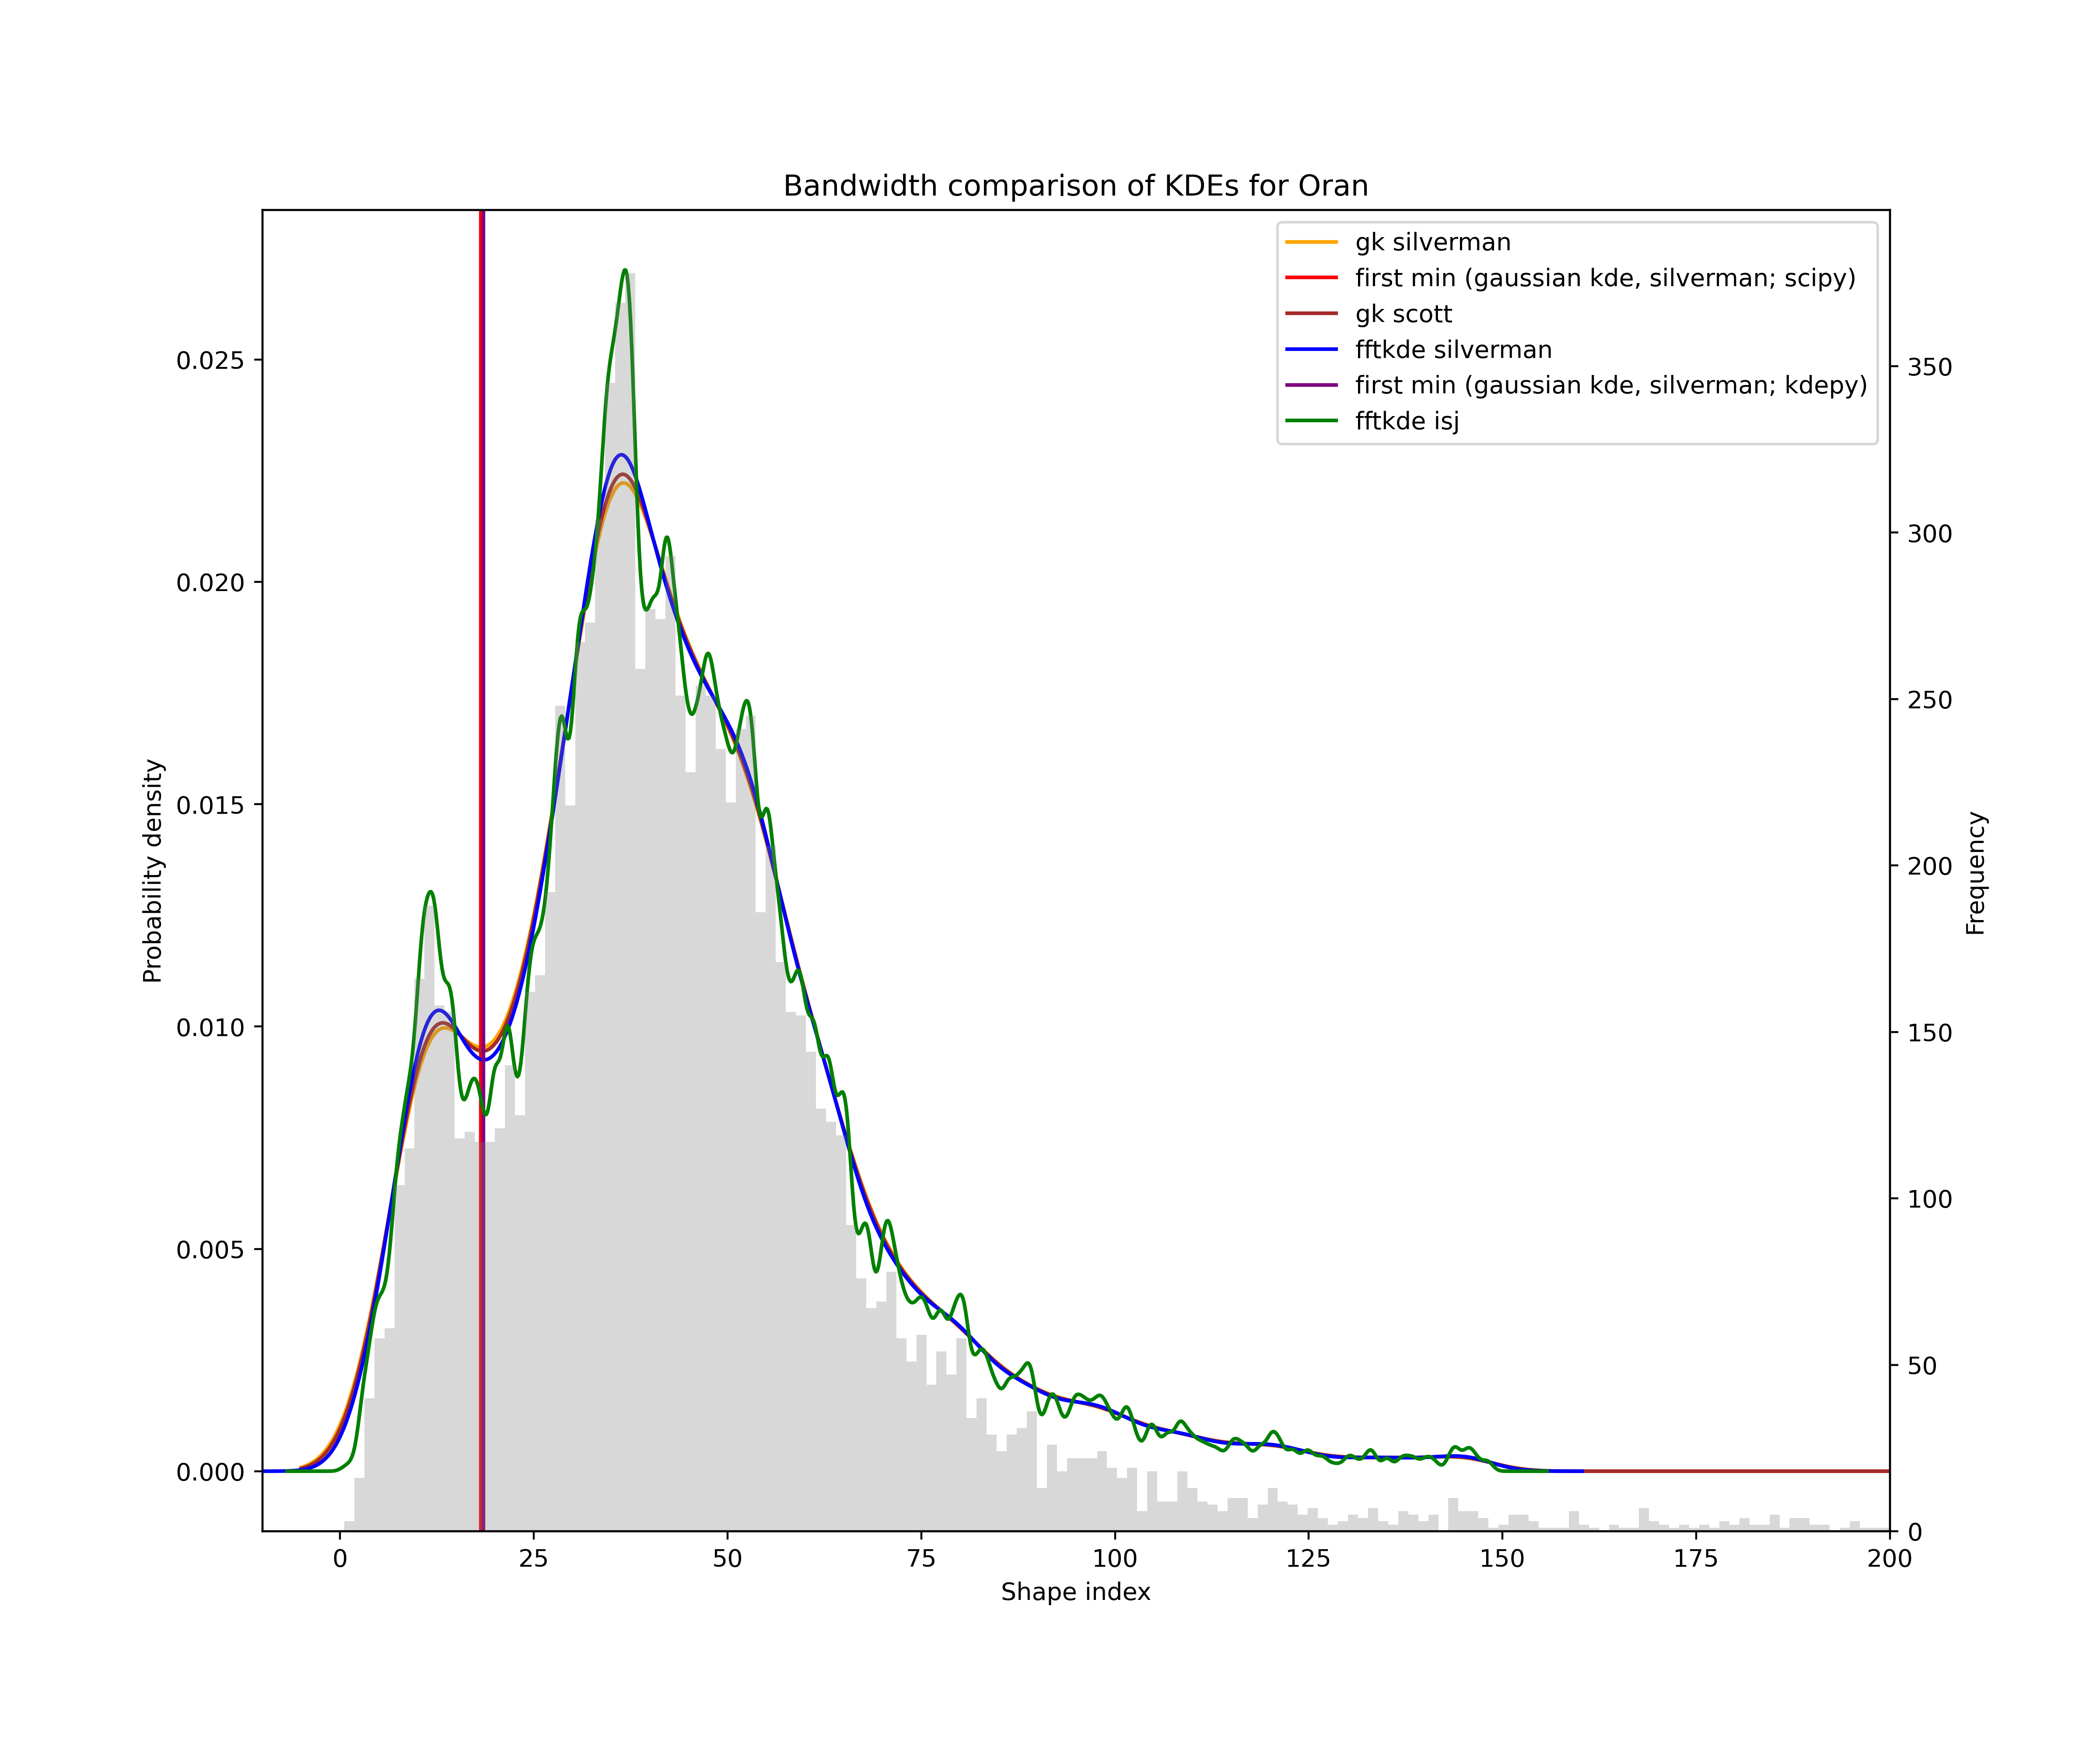 Bandwidth comparison of KDEs for Oran
gk silverman
first min (gaussian kde, silverman; scipy)
gk scott
fftkde silverman
first min (gaussian kde, silverman; kdepy)
fftkde isj
Probability density
0.025
0.020
0.015
0.010
0.005
0.000
350
300
250
200
150
100
50
0
Frequency
0 25 50 75 100 125 150 175 200
Shape index